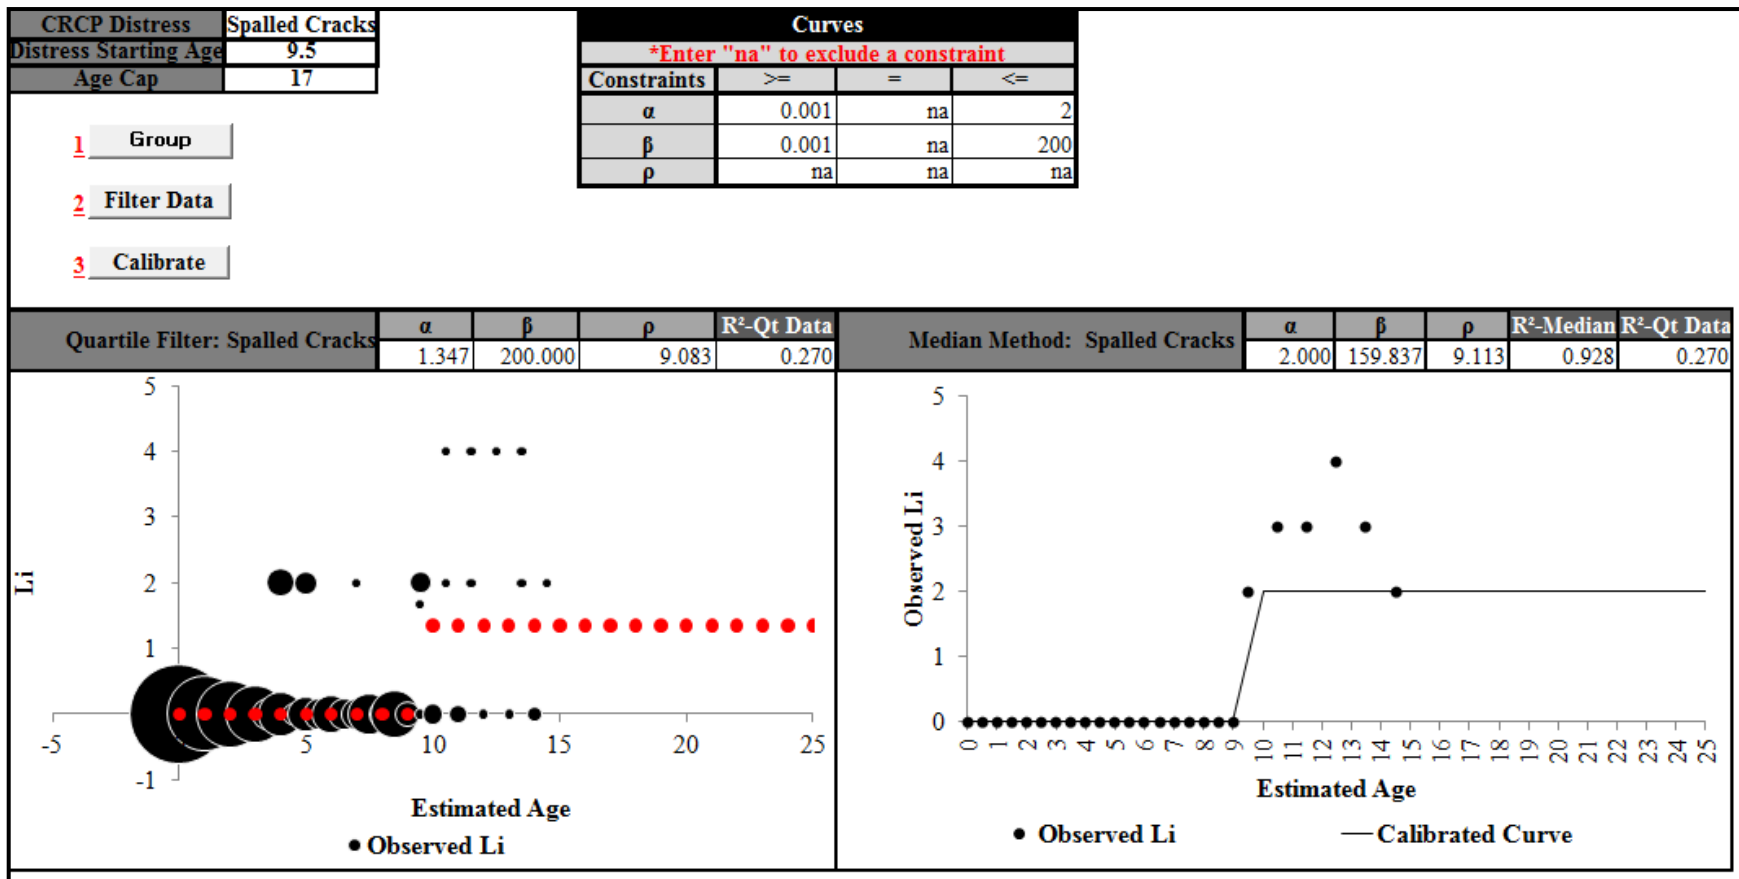 CRCP Distress Spalled Cracks
Distress Starting Age 9.5
Age Cap 17
1 Group
2 Filter Data
3 Calibrate
Curves
*Enter "na" to exclude a constraint
Constraints >= = <=
α 0.001 na 2
β 0.001 na 200
ρ na na na
Quartile Filter: Spalled Cracks α β ρ R²-Qt Data
1.347 200.000 9.083 0.270
5
4
3
2
1
-1
-5 5 10 15 20 25
Li
Estimated Age
Observed Li
Median Method: Spalled Cracks α β ρ R²-Median R²-Qt Data
2.000 159.837 9.113 0.928 0.270
5
4
3
2
1
0
Observed Li
0 1 2 3 4 5 6 7 8 9 10 11 12 13 14 15 16 17 18 19 20 21 22 23 24 25
Estimated Age
Observed Li Calibrated Curve